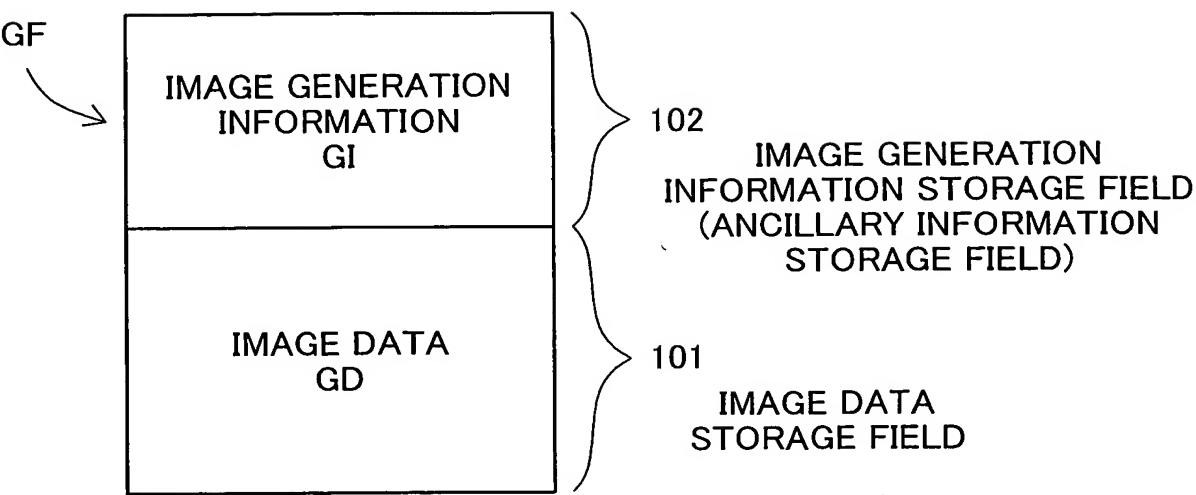 GF
IMAGE GENERATION
INFORMATION
GI
102
IMAGE GENERATION
INFORMATION STORAGE FIELD
(ANCILLARY INFORMATION
STORAGE FIELD)
IMAGE DATA
GD
101
IMAGE DATA
STORAGE FIELD